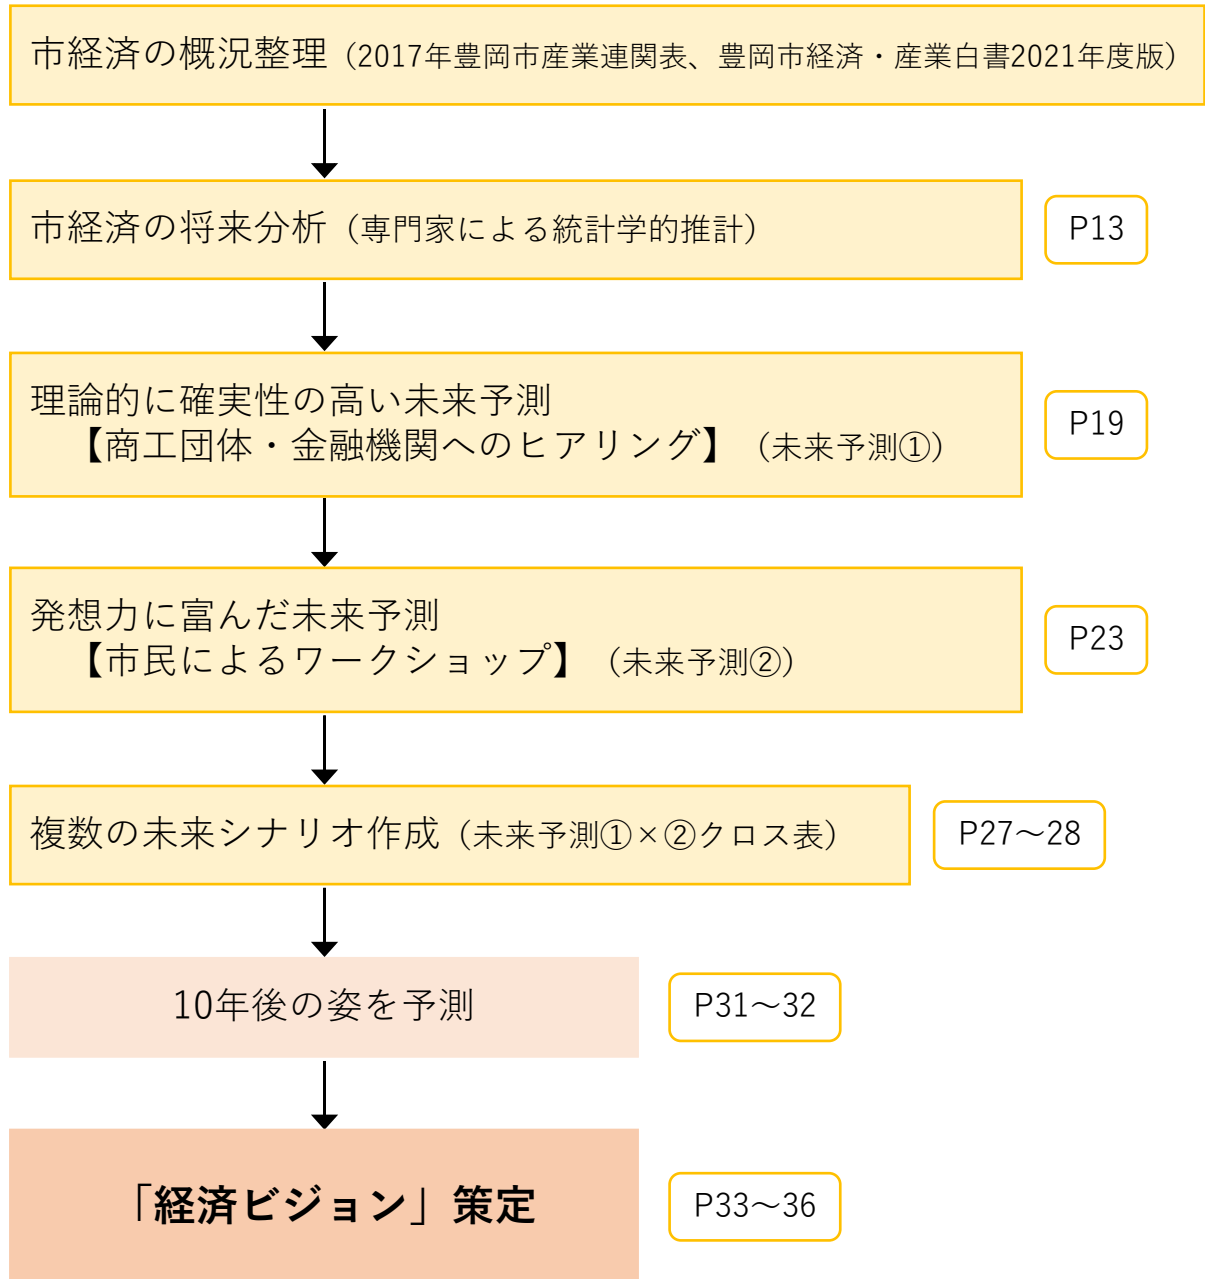 市経済の概況整理（2017年豊岡市産業連関表、豊岡市経済・産業白書2021年度版）
市経済の将来分析（専門家による統計学的推計）
P13
理論的に確実性の高い未来予測
【商工団体・金融機関へのヒアリング】（未来予測①）
P19
発想力に富んだ未来予測
【市民によるワークショップ】（未来予測②）
P23
複数の未来シナリオ作成（未来予測①×②クロス表）
P27～28
10年後の姿を予測
P31～32
「経済ビジョン」策定
P33～36